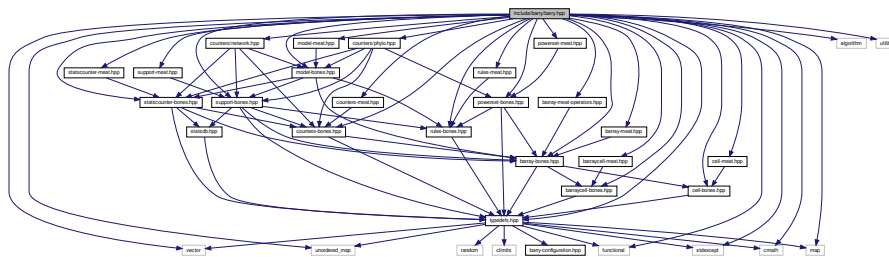 include/barry/barry.hpp
counters/network.hpp
model-meat.hpp
counters/phylo.hpp
powerset-meat.hpp
algorithm
statscounter-meat.hpp
support-meat.hpp
model-bones.hpp
rules-meat.hpp
statscounter-bones.hpp
support-bones.hpp
counters-meat.hpp
powerset-bones.hpp
barray-meat-operators.hpp
statsdb.hpp
counters-bones.hpp
rules-bones.hpp
barray-meat.hpp
barray-bones.hpp
barraycell-meat.hpp
cell-meat.hpp
barraycell-bones.hpp
cell-bones.hpp
typedefs.hpp
vector
unordered_map
random
climits
barry-configuration.hpp
functional
stdexcept
cmath
map